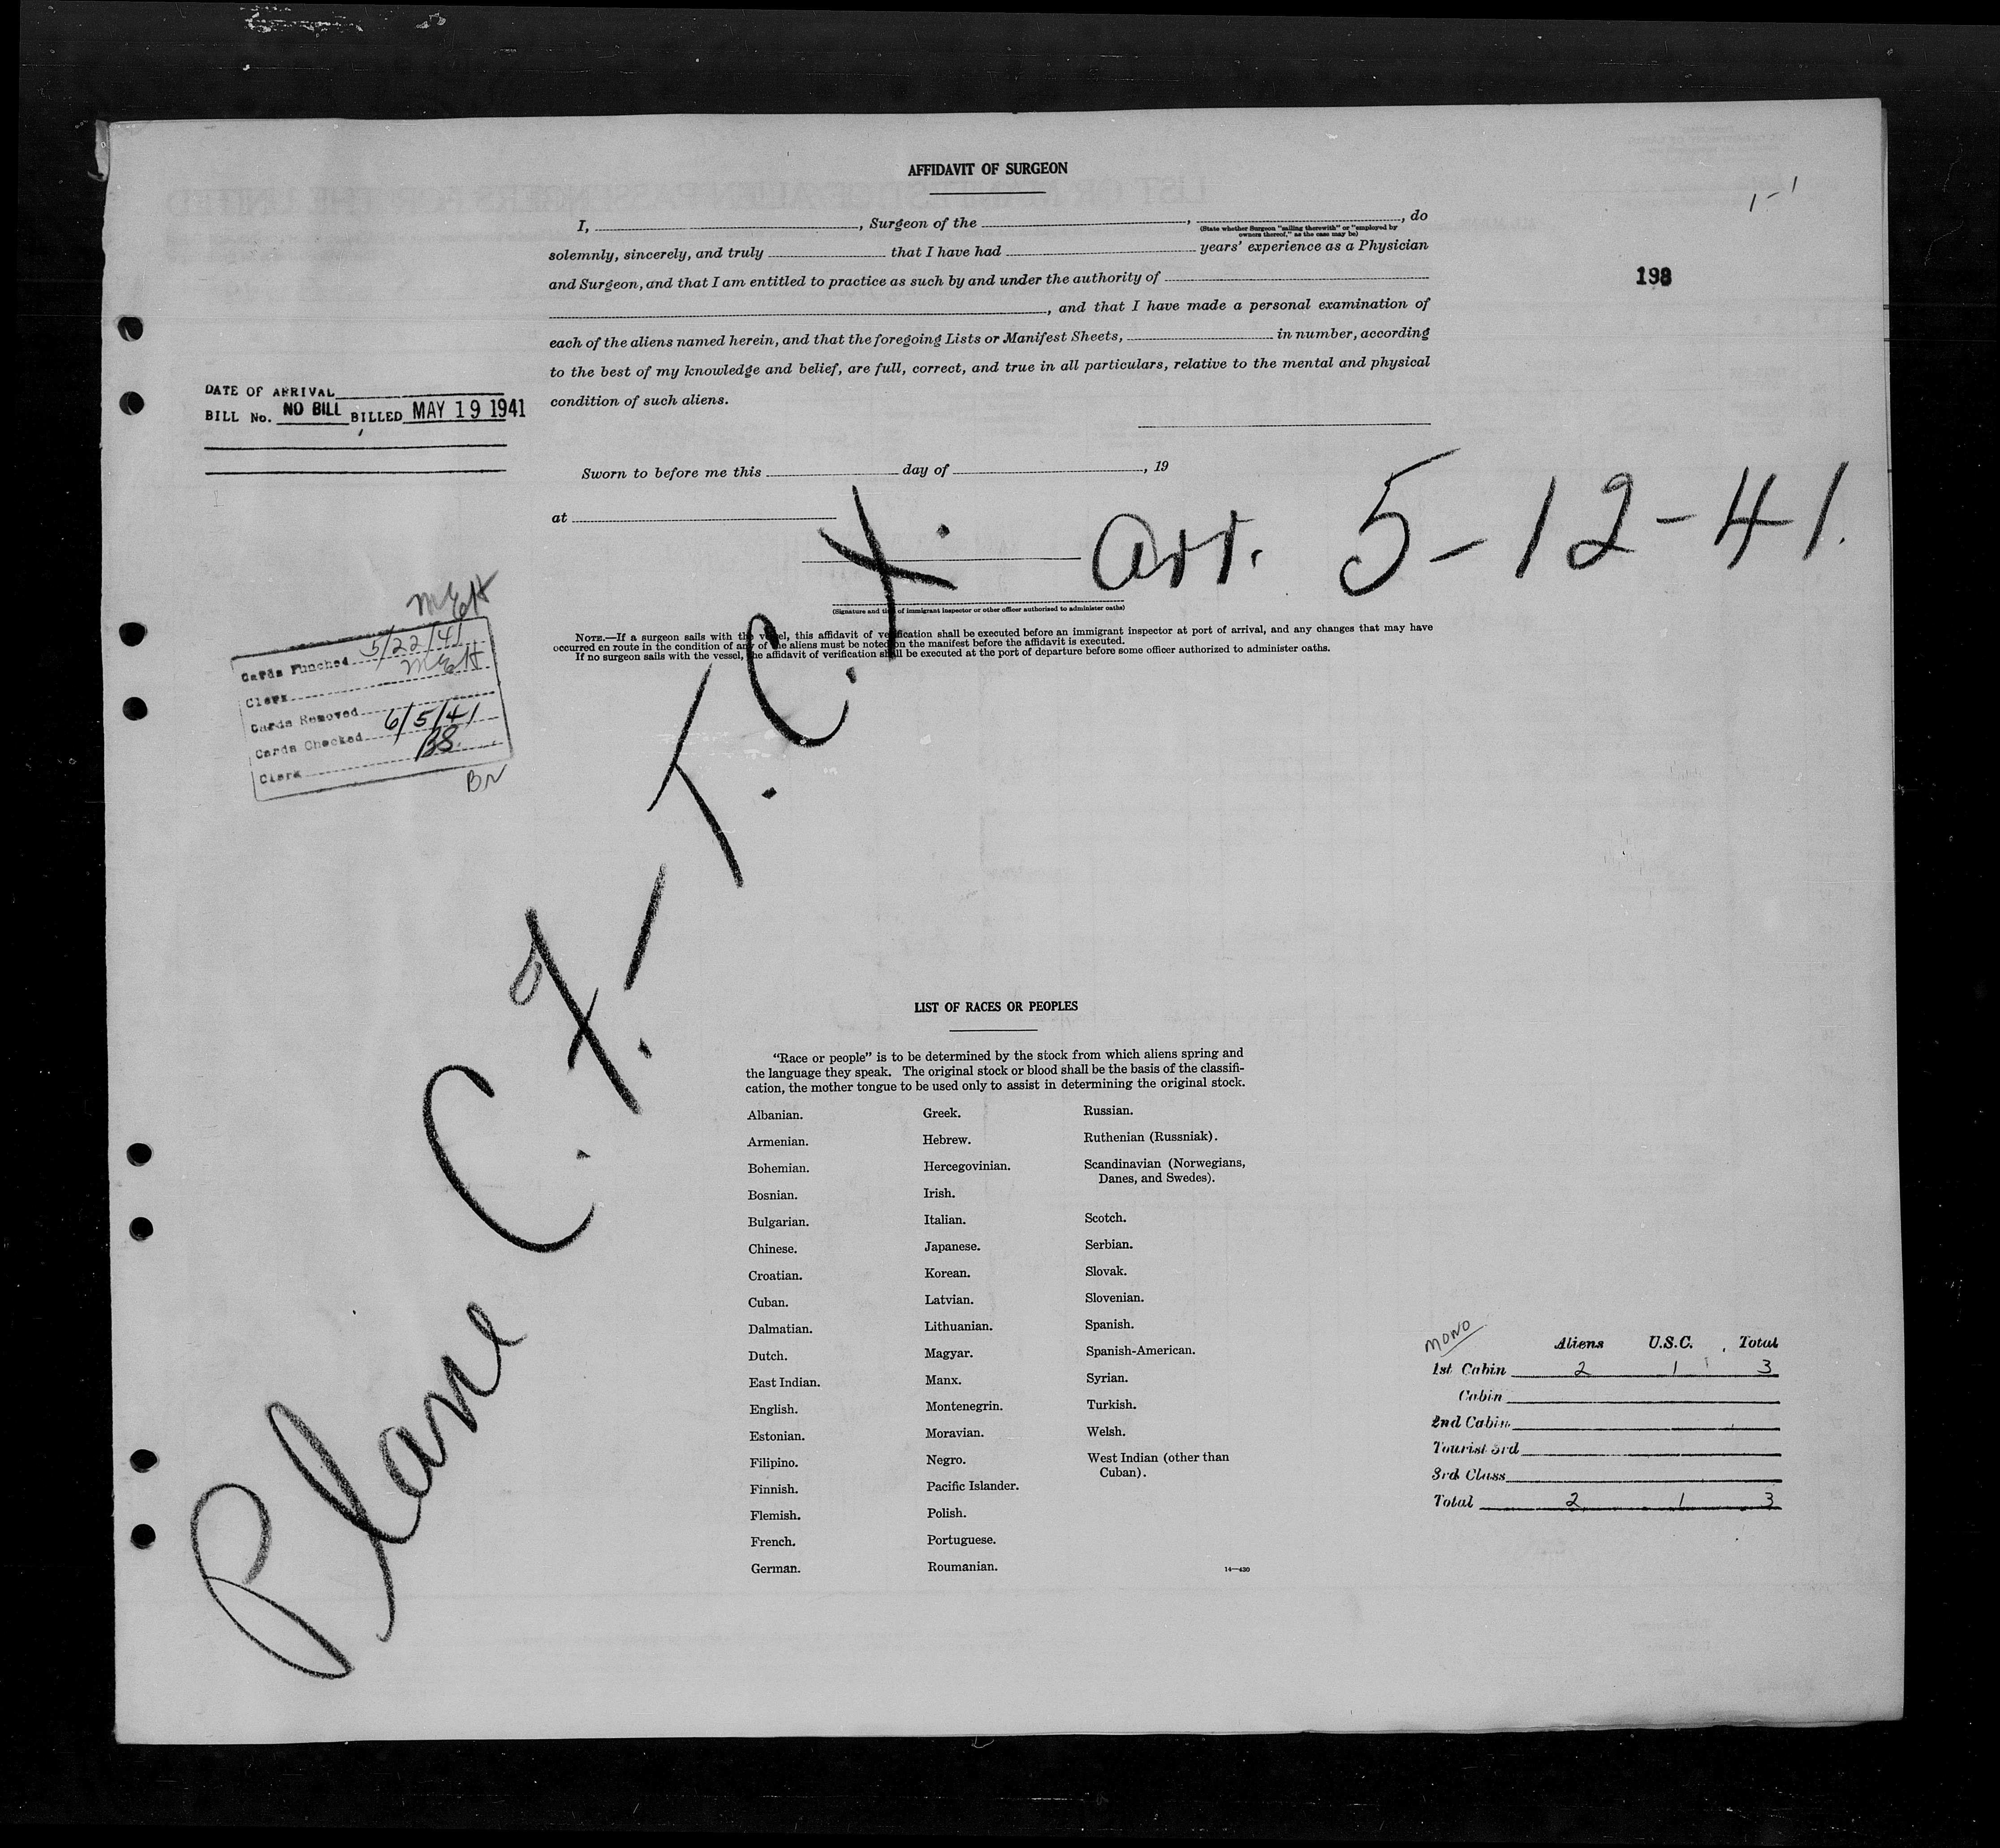 AFFIDAVIT OF SURGEON
1-1
I, , Surgeon of the , , do
(State whether Surgeon "sailing therewith" or "employed by
owners thereof," as the case may be)
solemnly, sincerely, and truly that I have had years' experience as a Physician
and Surgeon, and that I am entitled to practice as such by and under the authority of
198
, and that I have made a personal examination of
each of the aliens named herein, and that the foregoing Lists or Manifest Sheets, in number, according
to the best of my knowledge and belief, are full, correct, and true in all particulars, relative to the mental and physical
condition of such aliens.
DATE OF ARRIVAL
BILL No. NO BILL BILLED MAY 19 1941
Sworn to before me this day of , 19
at
Arr. 5-12-41.
(Signature and title of immigrant inspector or other officer authorized to administer oaths)
NOTE.—If a surgeon sails with the vessel, this affidavit of verification shall be executed before an immigrant inspector at port of arrival, and any changes that may have
occurred en route in the condition of any of the aliens must be noted on the manifest before the affidavit is executed.
If no surgeon sails with the vessel, the affidavit of verification shall be executed at the port of departure before some officer authorized to administer oaths.
Cards Punched 5/22/41
Clerk
Cards Removed
Cards Checked 6/5/41
Clerk BS
Plane C.F.-T.C.X.
LIST OF RACES OR PEOPLES
"Race or people" is to be determined by the stock from which aliens spring and
the language they speak. The original stock or blood shall be the basis of the classifi-
cation, the mother tongue to be used only to assist in determining the original stock.
Albanian.
Armenian.
Bohemian.
Bosnian.
Bulgarian.
Chinese.
Croatian.
Cuban.
Dalmatian.
Dutch.
East Indian.
English.
Estonian.
Filipino.
Finnish.
Flemish.
French.
German.
Greek.
Hebrew.
Hercegovinian.
Irish.
Italian.
Japanese.
Korean.
Latvian.
Lithuanian.
Magyar.
Manx.
Montenegrin.
Moravian.
Negro.
Pacific Islander.
Polish.
Portuguese.
Roumanian.
Russian.
Ruthenian (Russniak).
Scandinavian (Norwegians,
Danes, and Swedes).
Scotch.
Serbian.
Slovak.
Slovenian.
Spanish.
Spanish-American.
Syrian.
Turkish.
Welsh.
West Indian (other than
Cuban).
14—430
MONO
Aliens U.S.C. Total
1st Cabin 2 1 3
Cabin
2nd Cabin
Tourist 3rd
3rd Class
Total 2 1 3